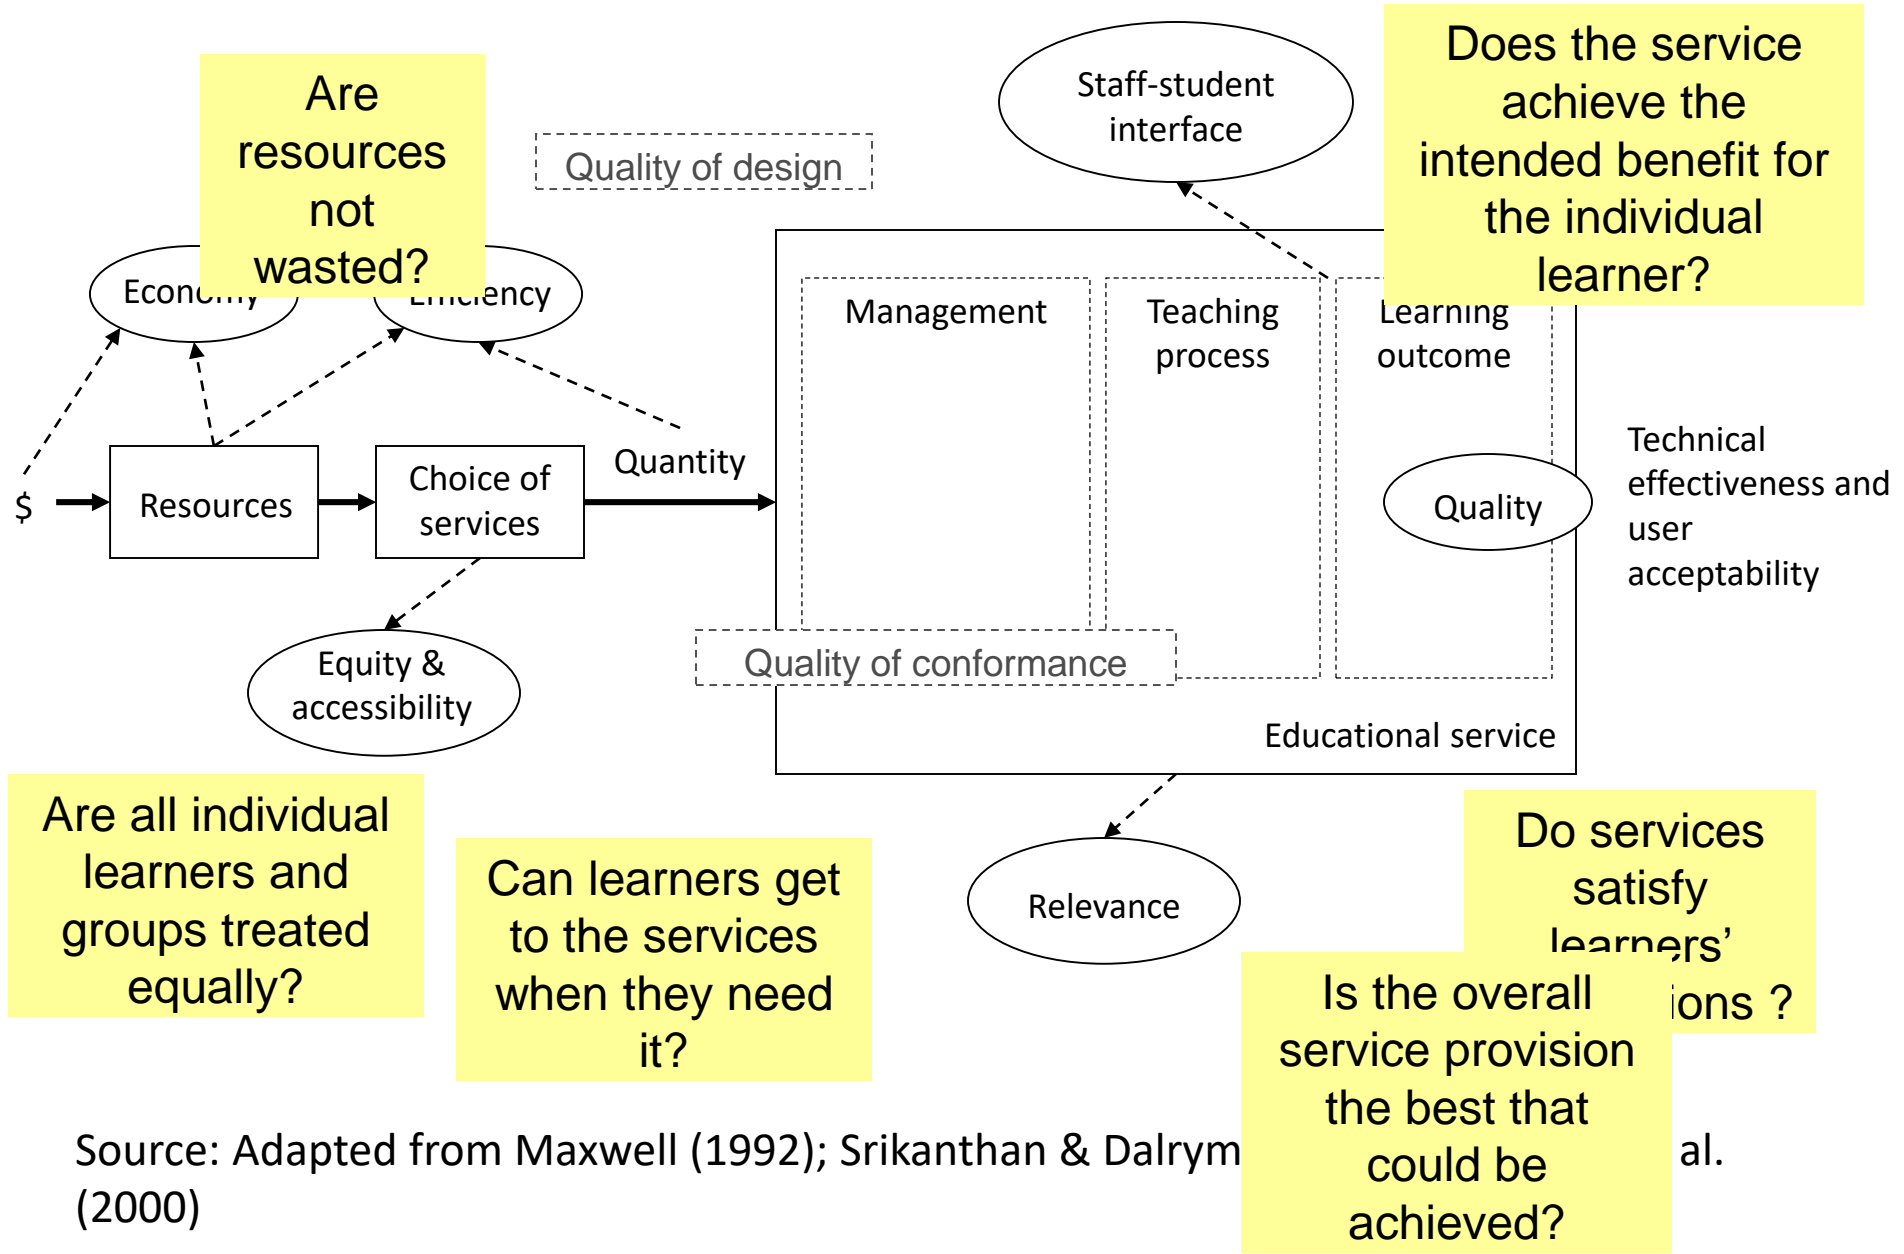 Are
resources
not
wasted?
Quality of design
Staff-student
interface
Does the service
achieve the
intended benefit for
the individual
learner?
Economy
Efficiency
Management
Teaching
process
Learning
outcome
$
Resources
Choice of
services
Quantity
Quality
Technical
effectiveness and
user
acceptability
Equity &
accessibility
Quality of conformance
Educational service
Are all individual
learners and
groups treated
equally?
Can learners get
to the services
when they need
it?
Relevance
Do services
satisfy
learners’
?
Is the overall
service provision
the best that
could be
achieved?
Source: Adapted from Maxwell (1992); Srikanthan & al.
(2000)